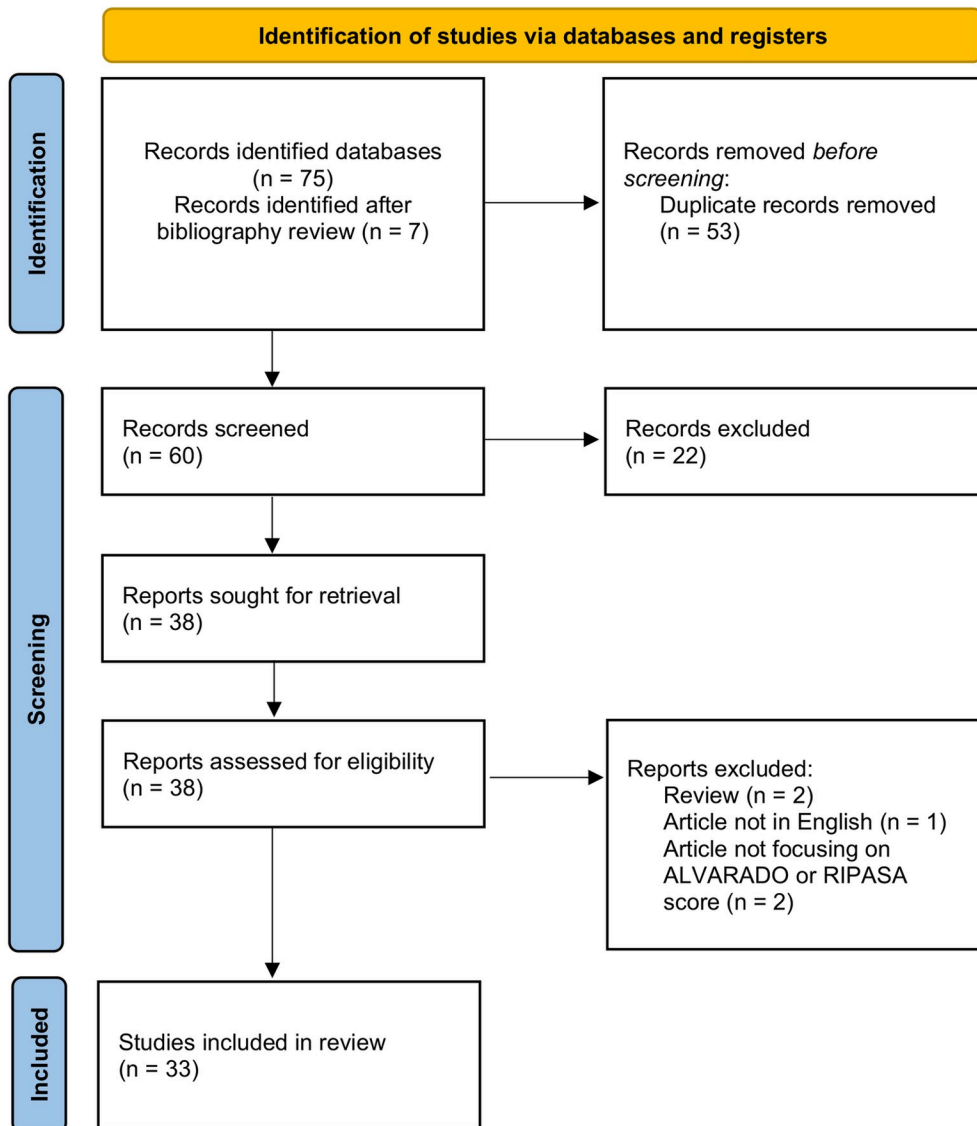 Identification of studies via databases and registers
Identification
Records identified databases
(n = 75)
Records identified after
bibliography review (n = 7)
Records removed before
screening:
Duplicate records removed
(n = 53)
Screening
Records screened
(n = 60)
Records excluded
(n = 22)
Reports sought for retrieval
(n = 38)
Reports assessed for eligibility
(n = 38)
Reports excluded:
Review (n = 2)
Article not in English (n = 1)
Article not focusing on
ALVARADO or RIPASA
score (n = 2)
Included
Studies included in review
(n = 33)